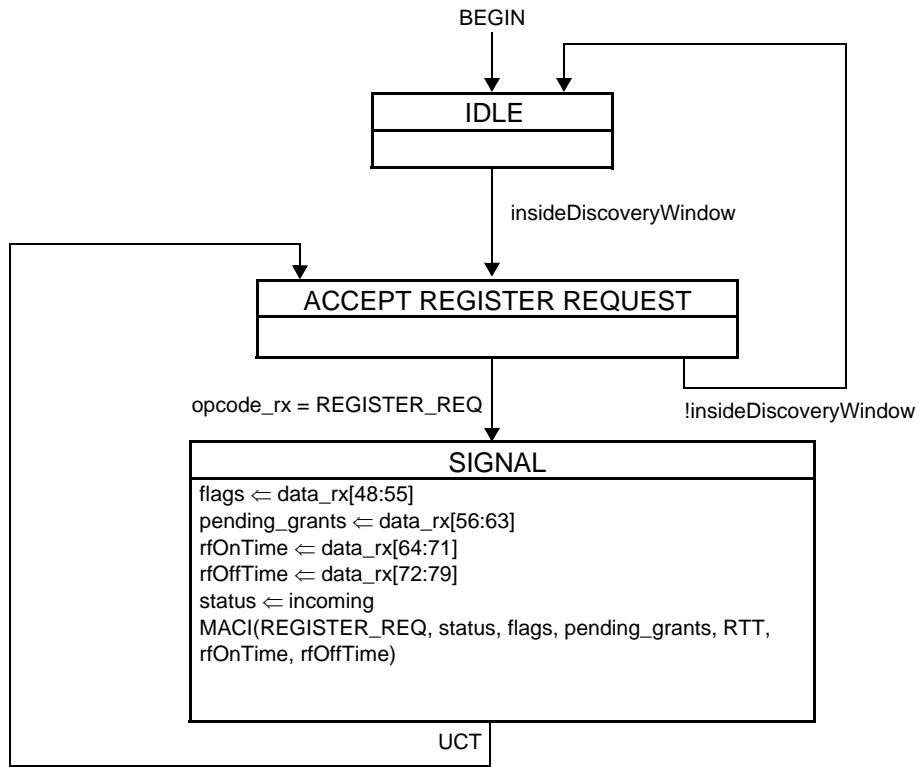 BEGIN
IDLE
insideDiscoveryWindow
ACCEPT REGISTER REQUEST
opcode_rx = REGISTER_REQ
!insideDiscoveryWindow
SIGNAL
flags ⇐ data_rx[48:55]
pending_grants ⇐ data_rx[56:63]
rfOnTime ⇐ data_rx[64:71]
rfOffTime ⇐ data_rx[72:79]
status ⇐ incoming
MACI(REGISTER_REQ, status, flags, pending_grants, RTT,
rfOnTime, rfOffTime)
UCT